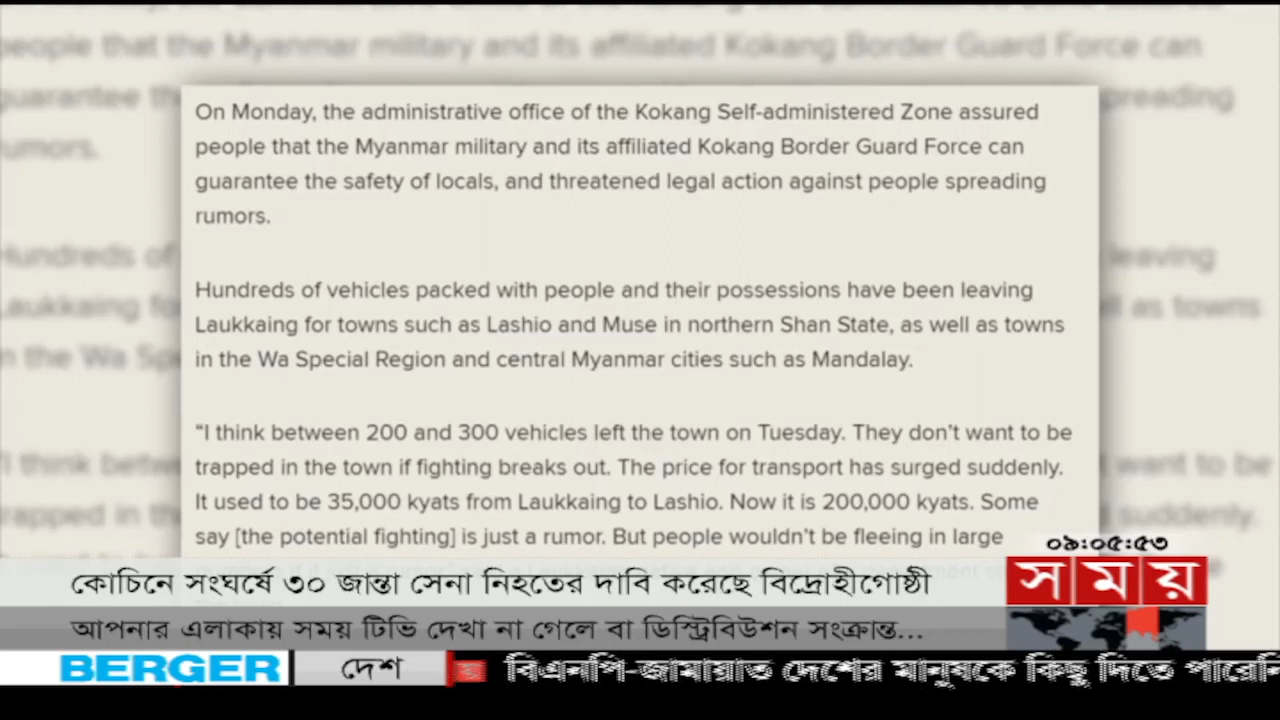 On Monday, the administrative office of the Kokang Self-administered Zone assured
people that the Myanmar military and its affiliated Kokang Border Guard Force can
guarantee the safety of locals, and threatened legal action against people spreading
rumors.
Hundreds of vehicles packed with people and their possessions have been leaving
Laukkaing for towns such as Lashio and Muse in northern Shan State, as well as towns
in the Wa Special Region and central Myanmar cities such as Mandalay.
“I think between 200 and 300 vehicles left the town on Tuesday. They don’t want to be
trapped in the town if fighting breaks out. The price for transport has surged suddenly.
It used to be 35,000 kyats from Laukkaing to Lashio. Now it is 200,000 kyats. Some
say [the potential fighting] is just a rumor. But people wouldn’t be fleeing in large
০৯:০৫:৫৩
সময়
কোচিনে সংঘর্ষে ৩০ জান্তা সেনা নিহতের দাবি করেছে বিদ্রোহীগোষ্ঠী
আপনার এলাকায় সময় টিভি দেখা না গেলে বা ডিস্ট্রিবিউশন সংক্রান্ত...
BERGER দেশ বিএনপি-জামায়াত দেশের মানুষকে কিছু দিতে পারেনি